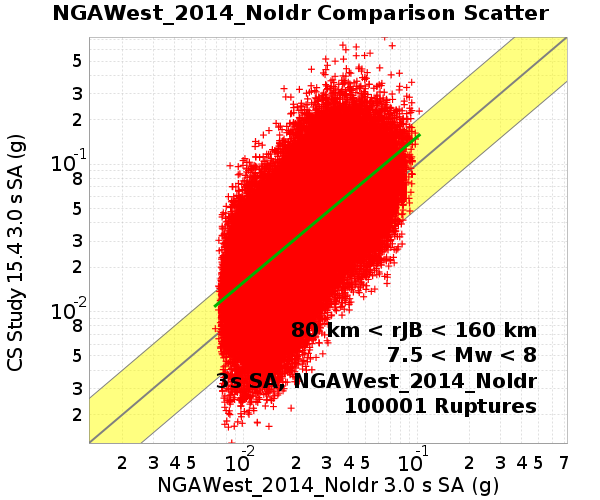 NGAWest_2014_NoIdr Comparison Scatter
CS Study 15.4 3.0 s SA (g)
5
3
2
10-1
8
5
3
2
10-2
8
5
3
2
80 km < rJB < 160 km
7.5 < Mw < 8
3s SA, NGAWest_2014_NoIdr
100001 Ruptures
2 3 4 5 10-2 2 3 4 5 10-1 2 3 4 5 7
NGAWest_2014_NoIdr 3.0 s SA (g)